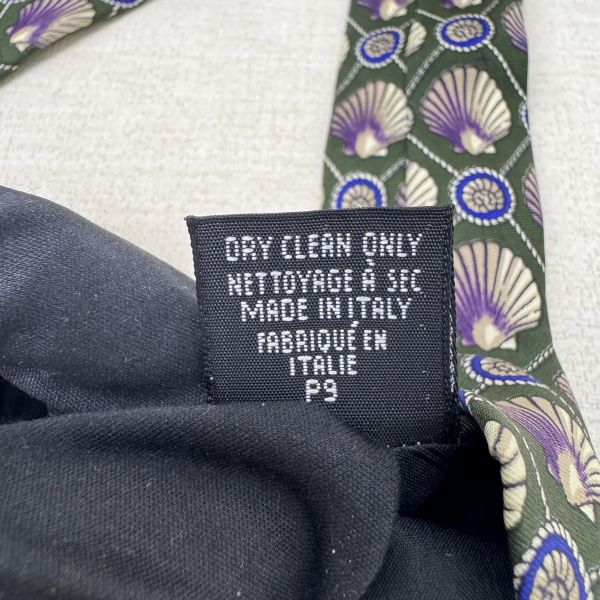 DRY CLEAN ONLY
NETTOYAGE À SEC
MADE IN ITALY
FABRIQUÉ EN
ITALIE
P9